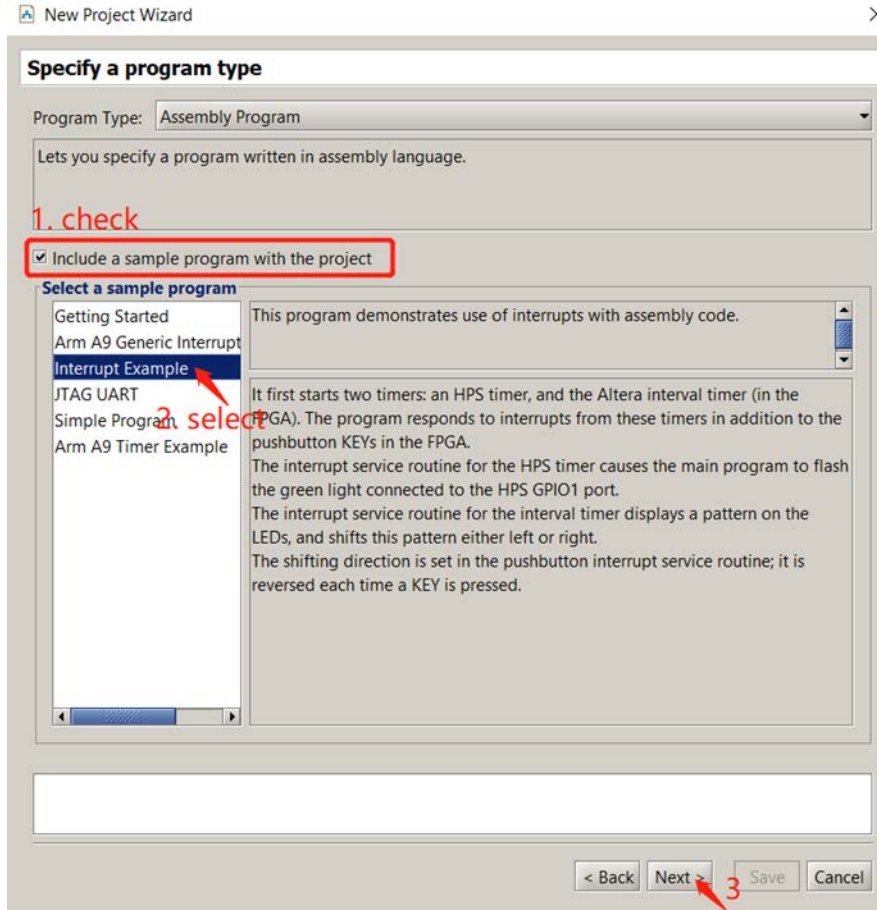 New Project Wizard
Specify a program type
Program Type: Assembly Program
Lets you specify a program written in assembly language.
1. check
Include a sample program with the project
Select a sample program
Getting Started
Arm A9 Generic Interrupt
Interrupt Example
JTAG UART
Simple Program
Arm A9 Timer Example
2. select
This program demonstrates use of interrupts with assembly code.
It first starts two timers: an HPS timer, and the Altera interval timer (in the
FPGA). The program responds to interrupts from these timers in addition to the
pushbutton KEYs in the FPGA.
The interrupt service routine for the HPS timer causes the main program to flash
the green light connected to the HPS GPIO1 port.
The interrupt service routine for the interval timer displays a pattern on the
LEDs, and shifts this pattern either left or right.
The shifting direction is set in the pushbutton interrupt service routine; it is
reversed each time a KEY is pressed.
< Back Next > 3 Save Cancel